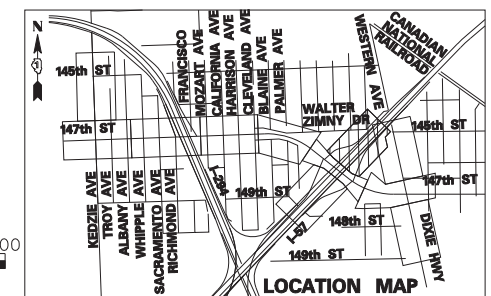 CANADIAN
NATIONAL
RAILROAD
WESTERN AVE
FRANCISCO
MOZART AVE
CALIFORNIA AVE
HARRISON AVE
CLEVELAND AVE
BLAINE AVE
PALMER AVE
N
145th ST
WALTER
ZIMNY DR
147th ST
145th ST
I-294
149th ST
147th ST
KEDZIE AVE
TROY AVE
ALBANY AVE
WHIPPLE AVE
SACRAMENTO AVE
RICHMOND AVE
I-57
148th ST
DIXIE HWY
149th ST
00
LOCATION MAP